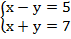 x − y = 5
x + y = 7